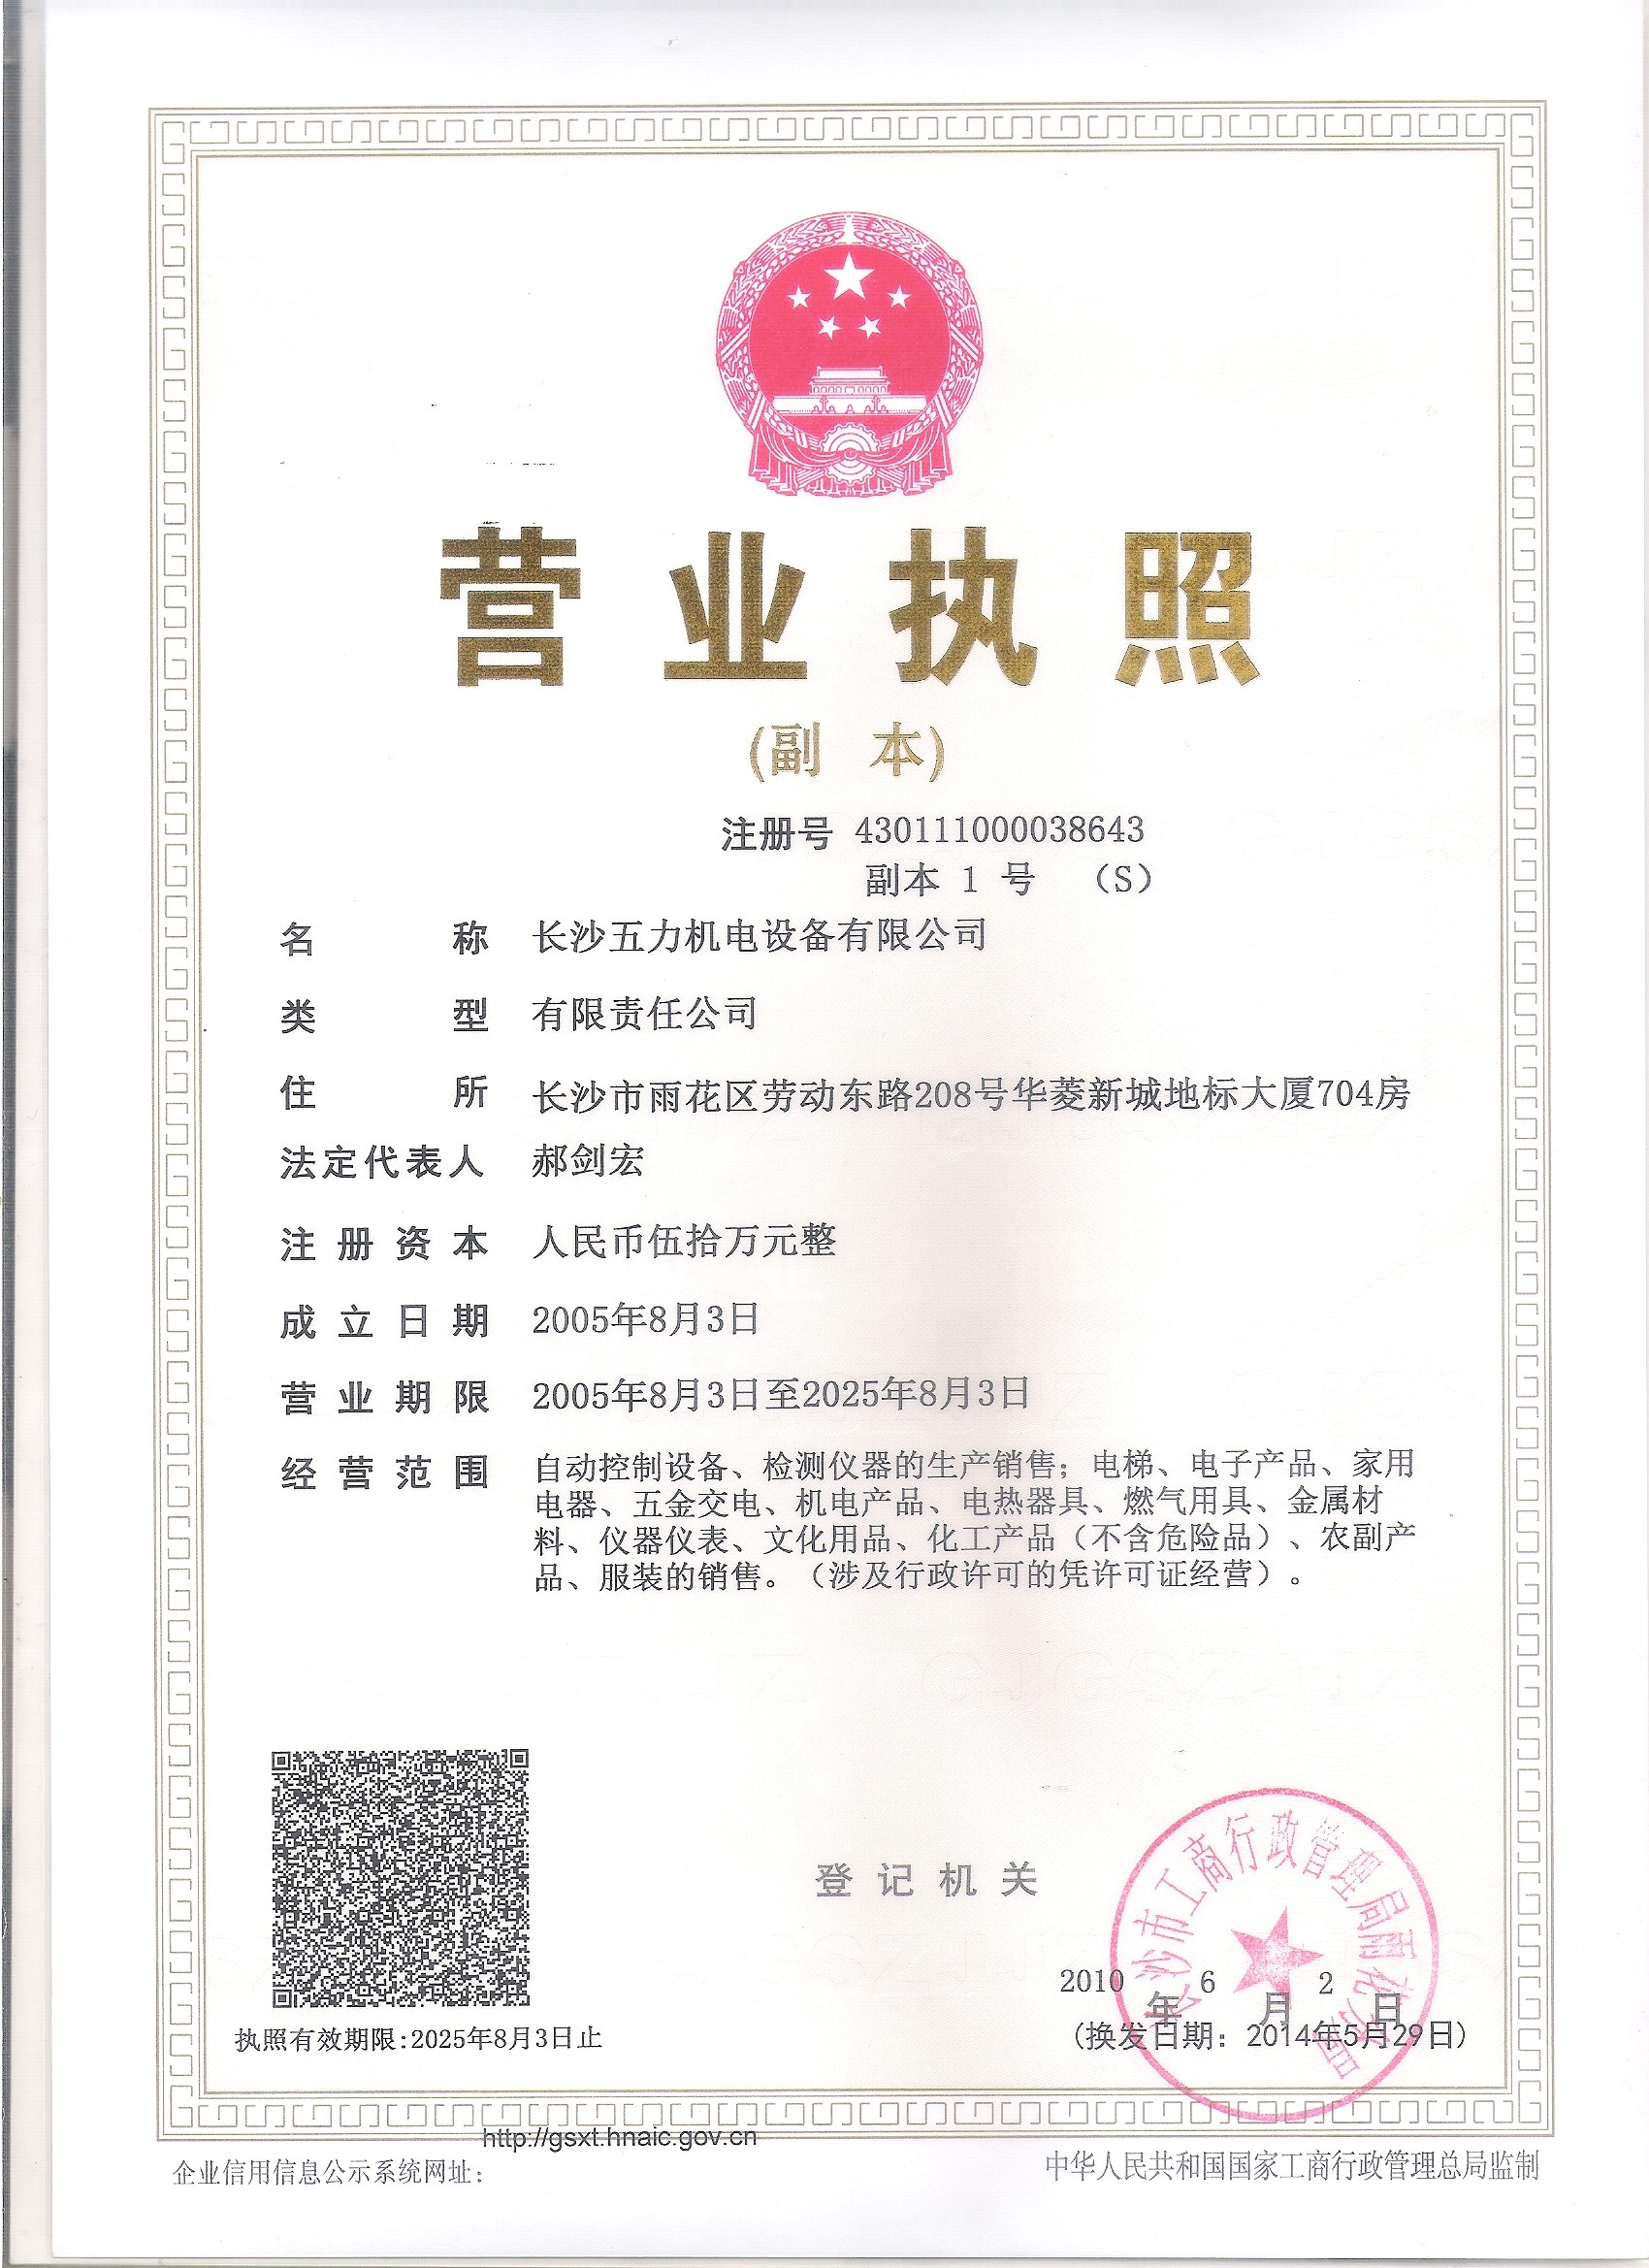 营业执照
(副 本)
注册号 430111000038643
副本 1 号 （S）
名称 长沙五力机电设备有限公司
类型 有限责任公司
住所 长沙市雨花区劳动东路208号华菱新城地标大厦704房
法定代表人 郝剑宏
注册资本 人民币伍拾万元整
成立日期 2005年8月3日
营业期限 2005年8月3日至2025年8月3日
经营范围 自动控制设备、检测仪器的生产销售；电梯、电子产品、家用
电器、五金交电、机电产品、电热器具、燃气用具、金属材
料、仪器仪表、文化用品、化工产品（不含危险品）、农副产
品、服装的销售。（涉及行政许可的凭许可证经营）。
登记机关
长沙市工商行政管理局雨花分局
2010年6月2日
(换发日期：2014年5月29日)
执照有效期限:2025年8月3日止
http://gsxt.hnaic.gov.cn
企业信用信息公示系统网址：
中华人民共和国国家工商行政管理总局监制